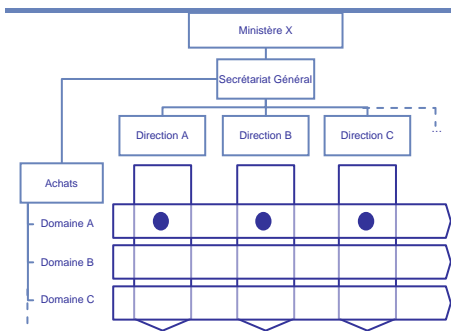 Ministère X
Secrétariat Général
Direction A
Direction B
Direction C
...
Achats
Domaine A
Domaine B
Domaine C